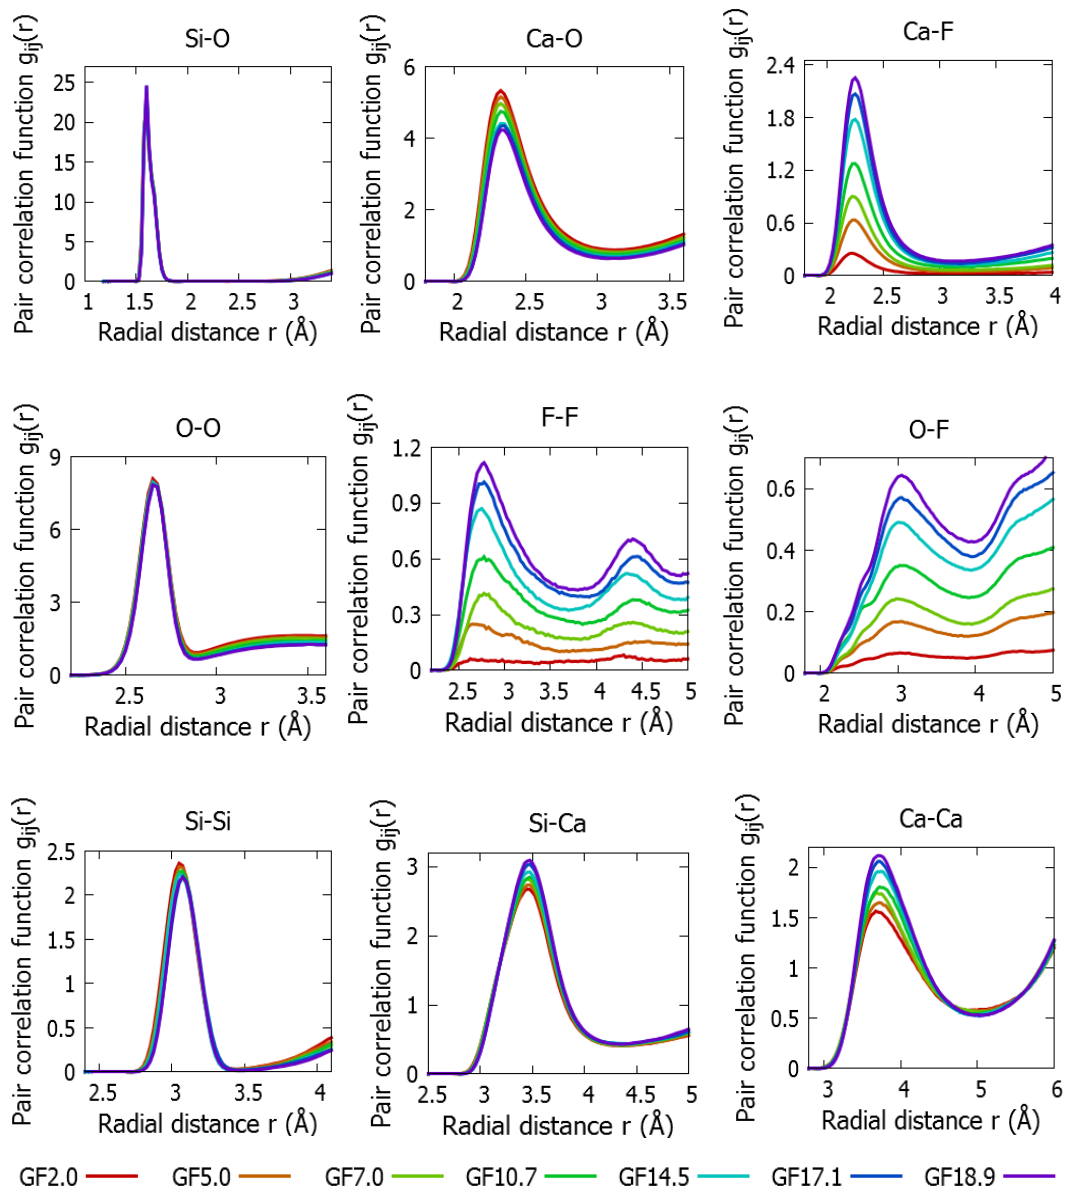 Si-O
Pair correlation function gij(r)
25
20
15
10
5
0
1 1.5 2 2.5 3
Radial distance r (Å)
Ca-O
Pair correlation function gij(r)
6
4
2
0
2 2.5 3 3.5
Radial distance r (Å)
Ca-F
Pair correlation function gij(r)
2.4
1.8
1.2
0.6
0
2 2.5 3 3.5 4
Radial distance r (Å)
O-O
Pair correlation function gij(r)
9
6
3
0
2.5 3 3.5
Radial distance r (Å)
F-F
Pair correlation function gij(r)
1.2
0.9
0.6
0.3
0
2.5 3 3.5 4 4.5 5
Radial distance r (Å)
O-F
Pair correlation function gij(r)
0.6
0.4
0.2
0
2 3 4 5
Radial distance r (Å)
Si-Si
Pair correlation function gij(r)
2.5
2
1.5
1
0.5
0
2.5 3 3.5 4
Radial distance r (Å)
Si-Ca
Pair correlation function gij(r)
3
2
1
0
2.5 3 3.5 4 4.5 5
Radial distance r (Å)
Ca-Ca
Pair correlation function gij(r)
2
1.5
1
0.5
0
3 4 5 6
Radial distance r (Å)
GF2.0 GF5.0 GF7.0 GF10.7 GF14.5 GF17.1 GF18.9